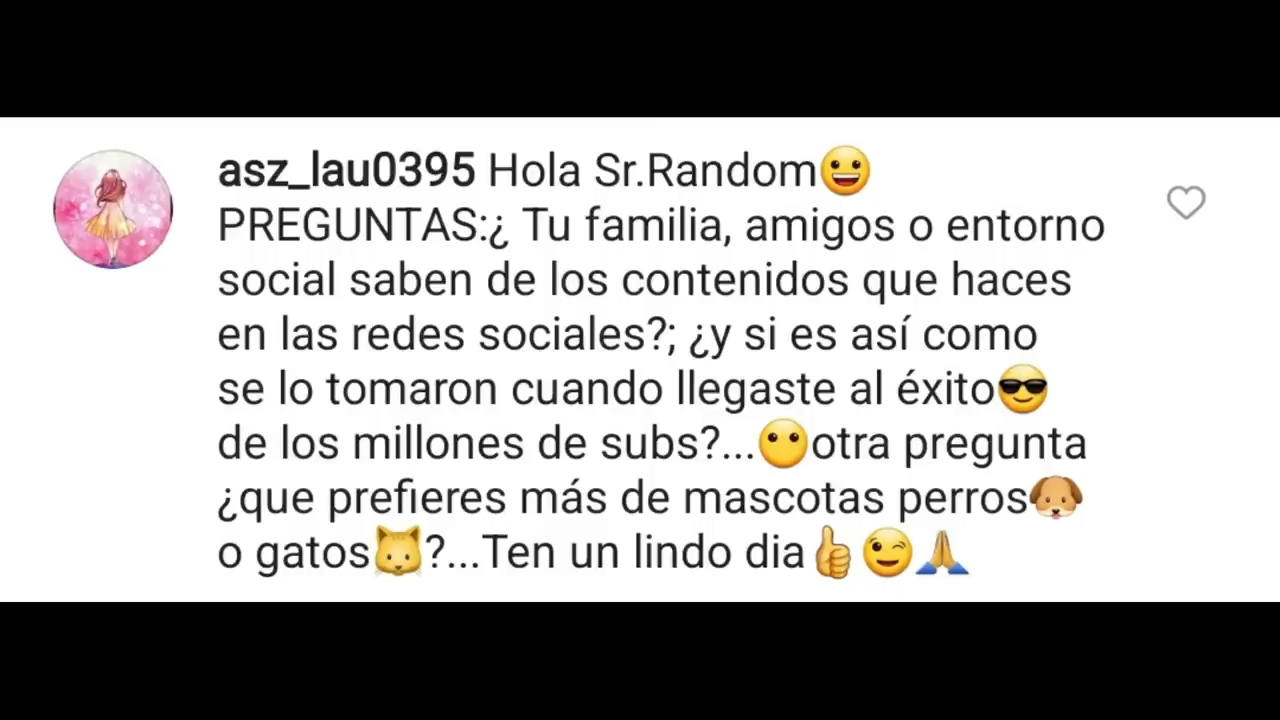 asz_lau0395 Hola Sr.Random😀
PREGUNTAS:¿ Tu familia, amigos o entorno
social saben de los contenidos que haces
en las redes sociales?; ¿y si es así como
se lo tomaron cuando llegaste al éxito😎
de los millones de subs?...😶otra pregunta
¿que prefieres más de mascotas perros🐶
o gatos🐱?...Ten un lindo dia👍😉🙏